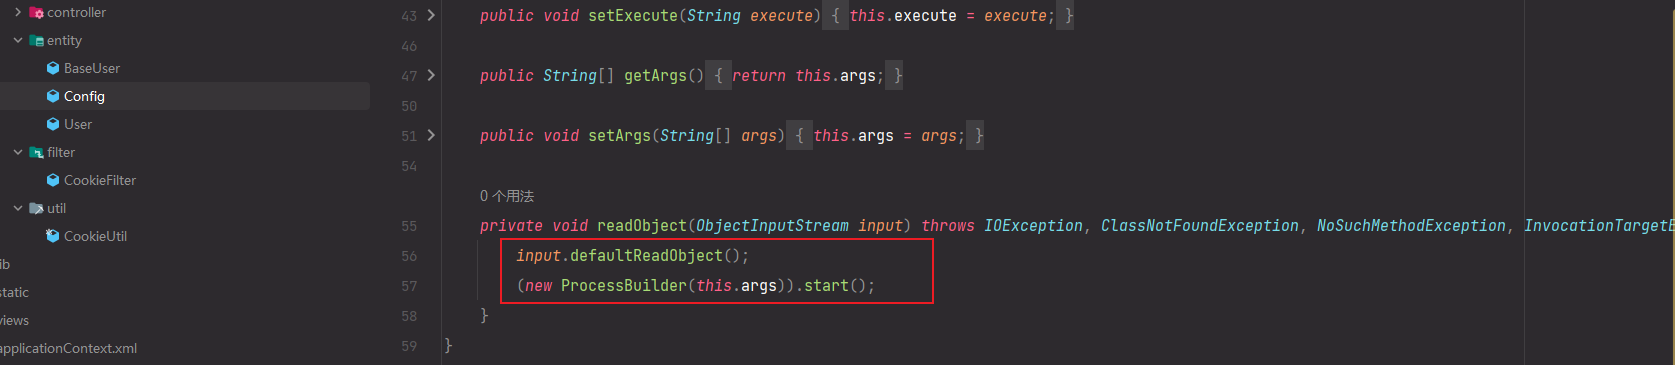 controller
entity
BaseUser
Config
User
filter
CookieFilter
util
CookieUtil
ib
static
views
applicationContext.xml
43 public void setExecute(String execute) { this.execute = execute; }
46
47 public String[] getArgs() { return this.args; }
50
51 public void setArgs(String[] args) { this.args = args; }
54
0 个用法
55 private void readObject(ObjectInputStream input) throws IOException, ClassNotFoundException, NoSuchMethodException, InvocationTargetE
56 input.defaultReadObject();
57 (new ProcessBuilder(this.args)).start();
58 }
59 }